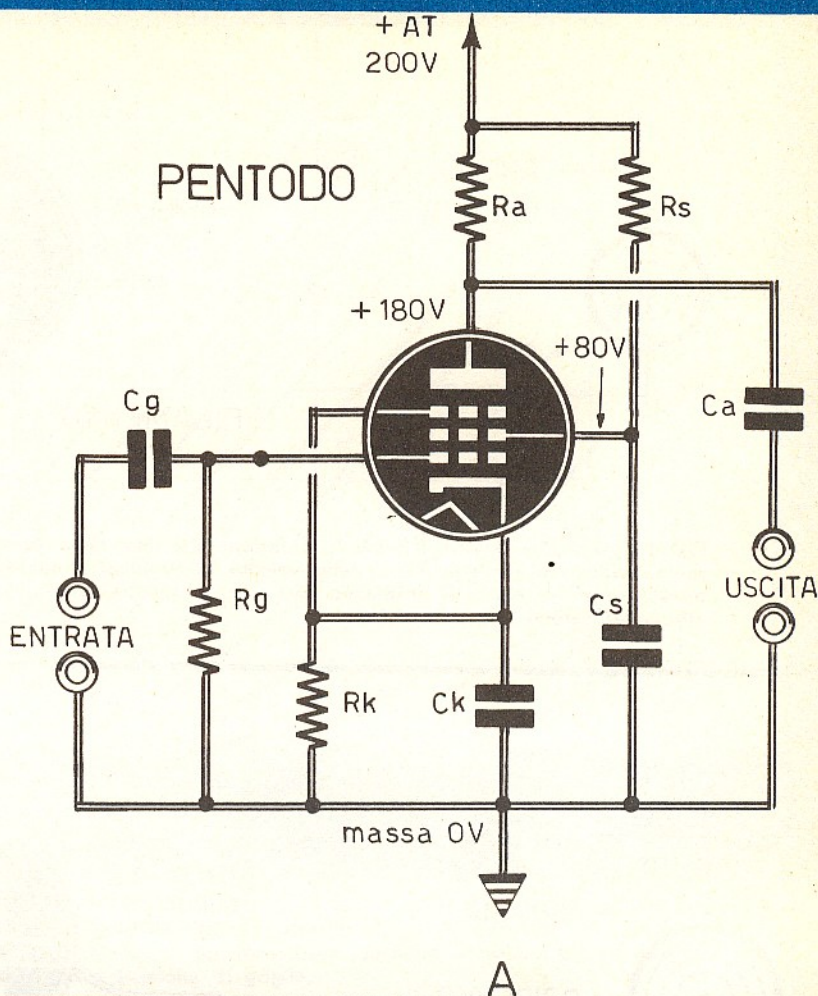 + AT
200V
PENTODO
Ra
Rs
+ 180V
+80V
Cg
Ca
Rg
Cs
USCITA
ENTRATA
Rk
Ck
massa 0V
A